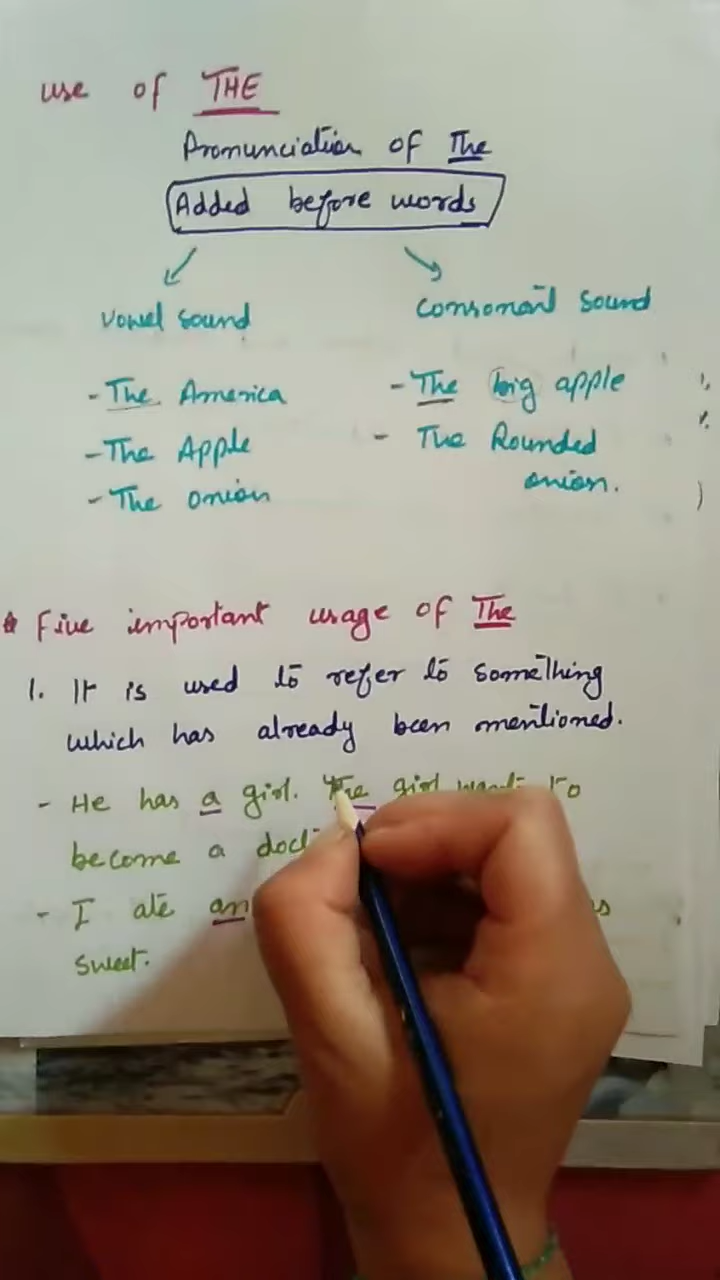 use of THE
Pronunciation of The
Added before words
vowel sound
consonant sound
- The America
- The Apple
- The onion
- The big apple
- The Rounded
onion.
* Five important usage of The
1. It is used to refer to something
which has already been mentioned.
- He has a girl. The girl want to
become a
- I ate an
sweet.